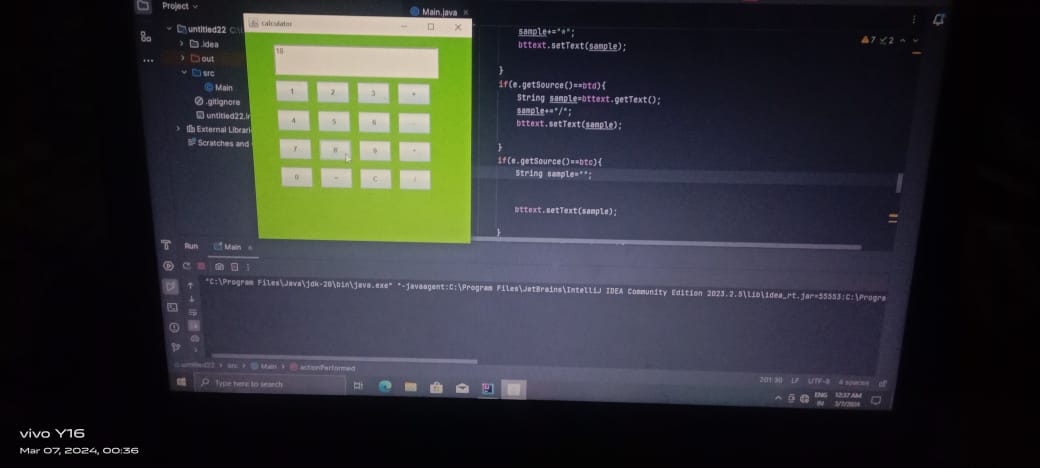 Project
Main.java
untitled22
.idea
out
src
Main
.gitignore
External Librari
Scratches and
calculator
18
1 2 3 +
4 5 6
7 8 9 *
0 = C /
7 2
sample+="*";
bttext.setText(sample);
}
if(e.getSource()==btd){
String sample=bttext.getText();
sample+="/";
bttext.setText(sample);
}
if(e.getSource()==btc){
String sample="";
bttext.setText(sample);
}
Run Main
"C:\Program Files\Java\jdk-20\bin\java.exe" "-javaagent:C:\Program Files\JetBrains\IntelliJ IDEA Community Edition 2023.2.5\lib\idea_rt.jar=55553:C:\Progra
untitled22 src Main actionPerformed
201:30 LF UTF-8 4 spaces
Type here to search
ENG
IN
12:37 AM
3/7/2024
vivo Y16
Mar 07, 2024, 00:36